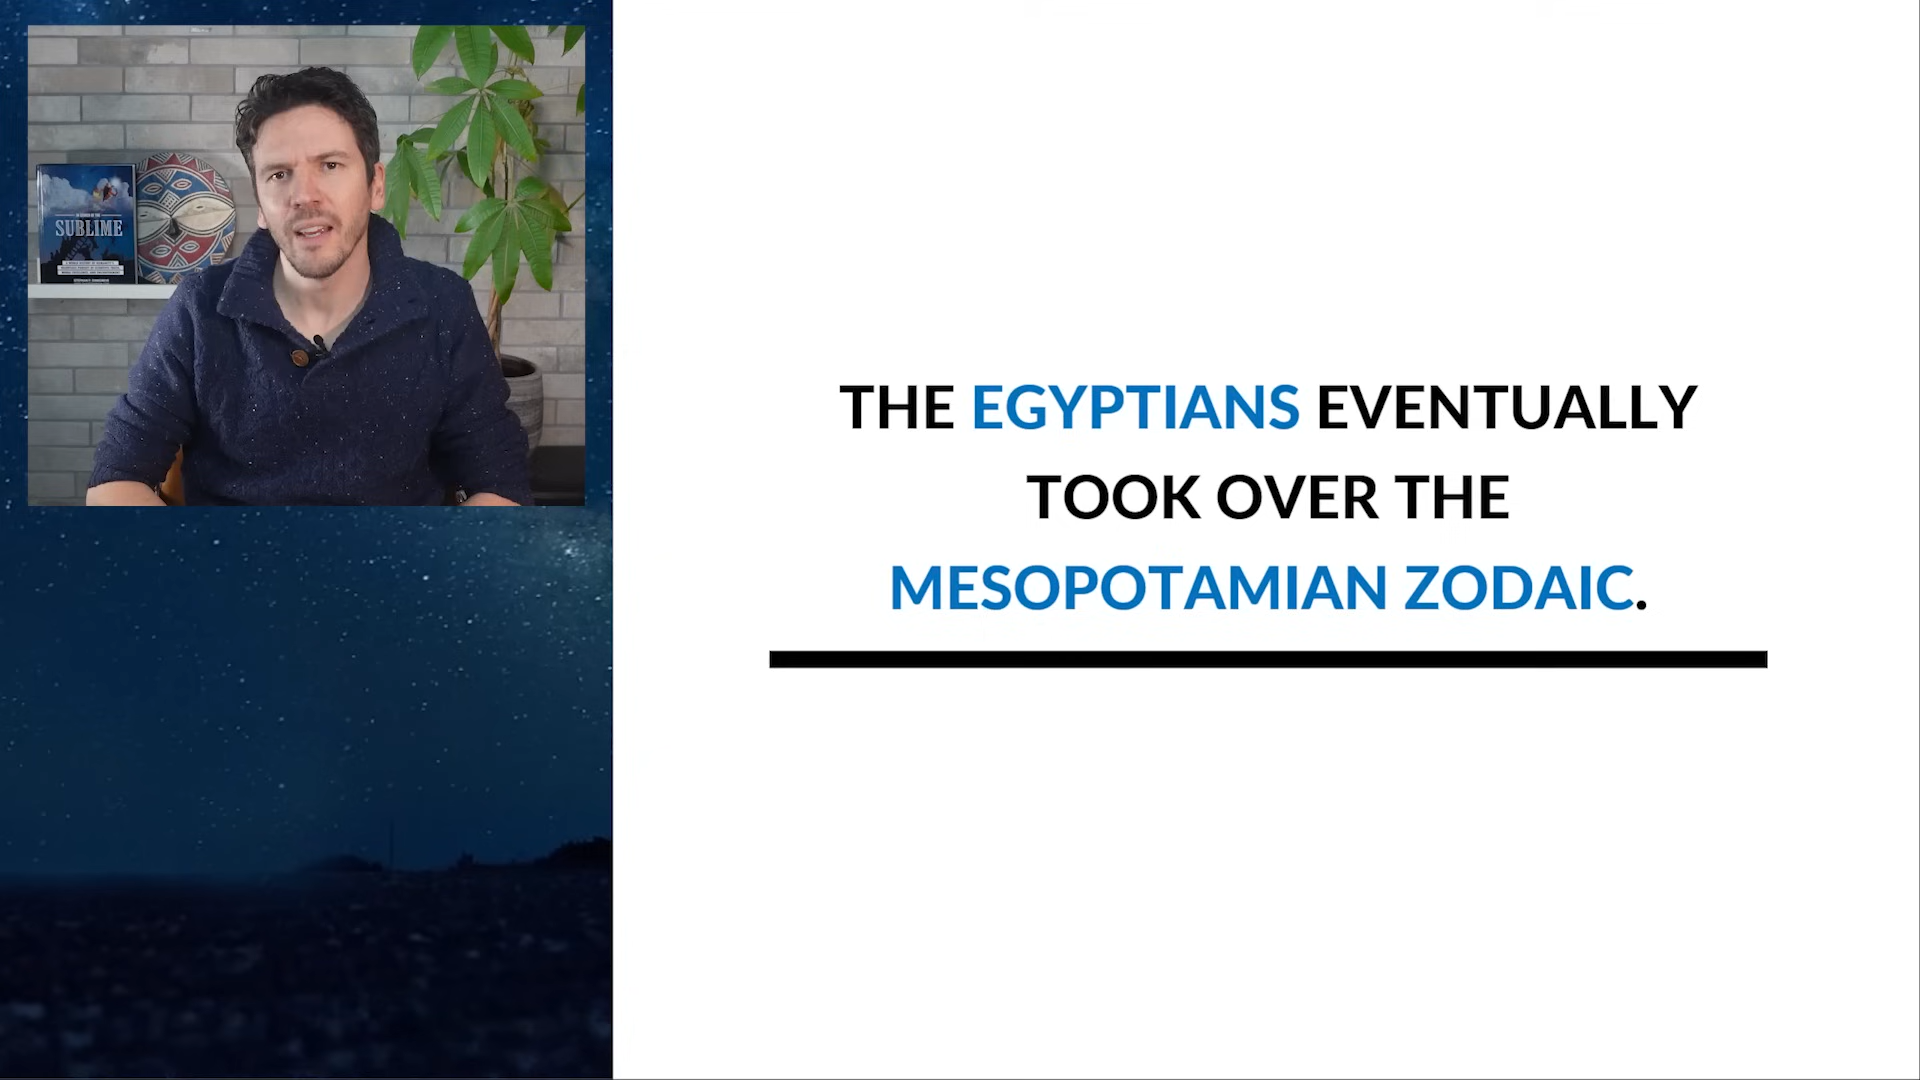 SUBLIME
THE EGYPTIANS EVENTUALLY
TOOK OVER THE
MESOPOTAMIAN ZODAIC.